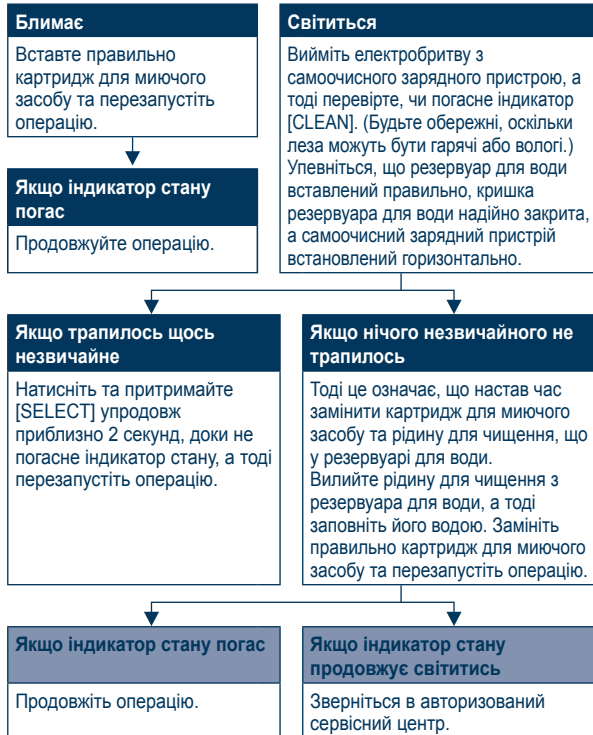 Блимає
Вставте правильно
картридж для миючого
засобу та перезапустіть
операцію.
Якщо індикатор стану
погас
Продовжуйте операцію.
Світиться
Вийміть електробритву з
самоочисного зарядного пристрою, а
тоді перевірте, чи погасне індикатор
[CLEAN]. (Будьте обережні, оскільки
леза можуть бути гарячі або вологі.)
Упевніться, що резервуар для води
вставлений правильно, кришка
резервуара для води надійно закрита,
а самоочисний зарядний пристрій
встановлений горизонтально.
Якщо трапилось щось
незвичайне
Натисніть та притримайте
[SELECT] упродовж
приблизно 2 секунд, доки не
погасне індикатор стану, а тоді
перезапустіть операцію.
Якщо нічого незвичайного не
трапилось
Тоді це означає, що настав час
замінити картридж для миючого
засобу та рідину для чищення, що
у резервуарі для води.
Вилийте рідину для чищення з
резервуара для води, а тоді
заповніть його водою. Замініть
правильно картридж для миючого
засобу та перезапустіть операцію.
Якщо індикатор стану погас
Продовжіть операцію.
Якщо індикатор стану
продовжує світитись
Зверніться в авторизований
сервісний центр.